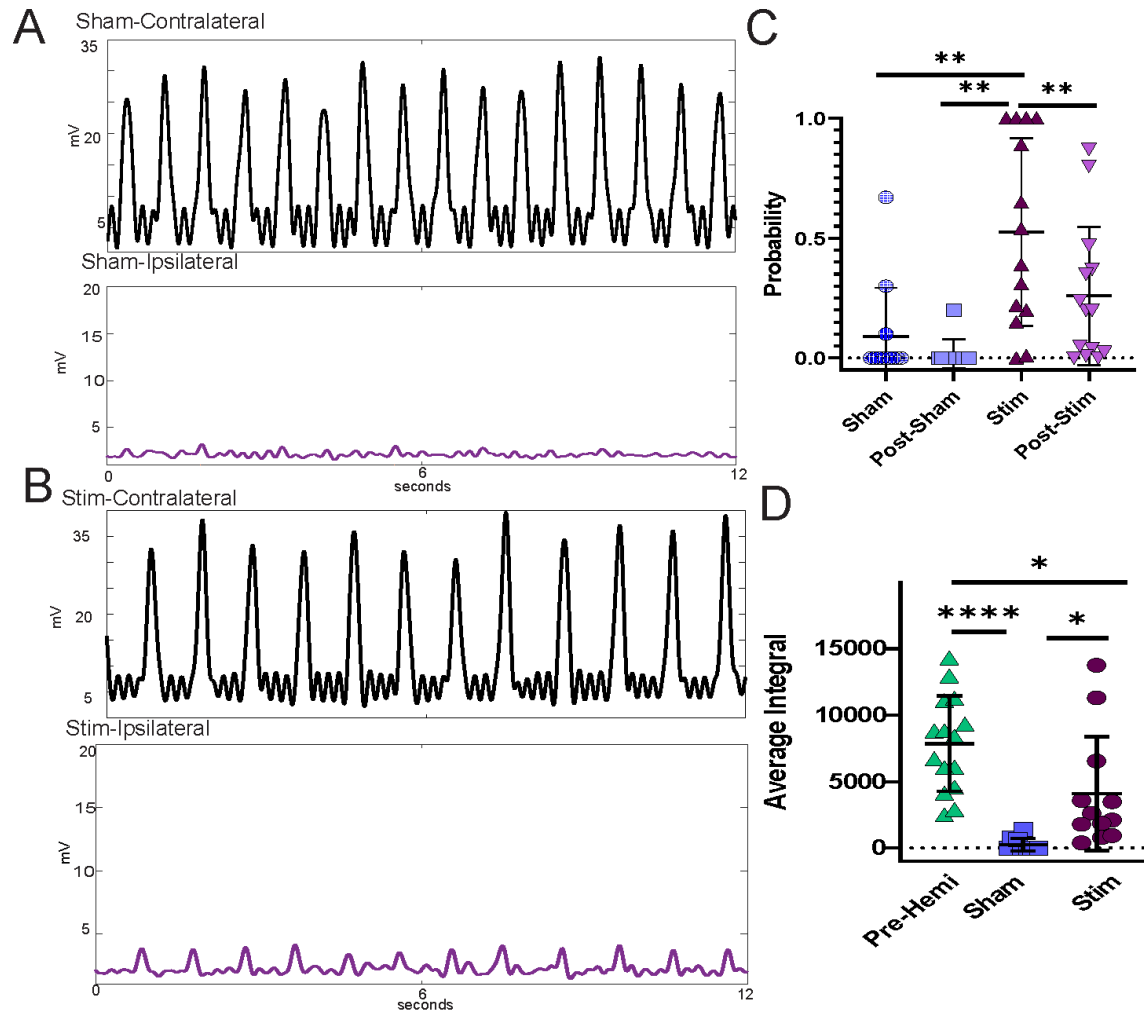 A
Sham-Contralateral
35
20
5
mV
Sham-Ipsilateral
20
15
10
5
mV
0 6 12
seconds
B
Stim-Contralateral
35
20
5
mV
Stim-Ipsilateral
20
15
10
5
mV
0 6 12
seconds
C
**
** **
1.0
0.5
0.0
Probability
Sham Post-Sham Stim Post-Stim
D
*
**** *
15000
10000
5000
0
Average Integral
Pre-Hemi Sham Stim